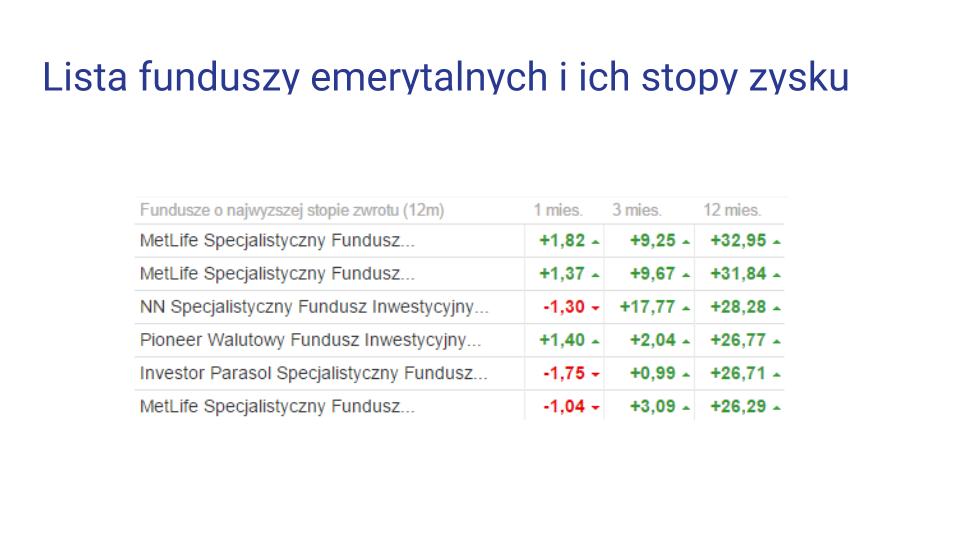 Lista funduszy emerytalnych i ich stopy zysku
Fundusze o najwyzszej stopie zwrotu (12m) 1 mies. 3 mies. 12 mies.
MetLife Specjalistyczny Fundusz... +1,82 +9,25 +32,95
MetLife Specjalistyczny Fundusz... +1,37 +9,67 +31,84
NN Specjalistyczny Fundusz Inwestycyjny... -1,30 +17,77 +28,28
Pioneer Walutowy Fundusz Inwestycyjny... +1,40 +2,04 +26,77
Investor Parasol Specjalistyczny Fundusz... -1,75 +0,99 +26,71
MetLife Specjalistyczny Fundusz... -1,04 +3,09 +26,29